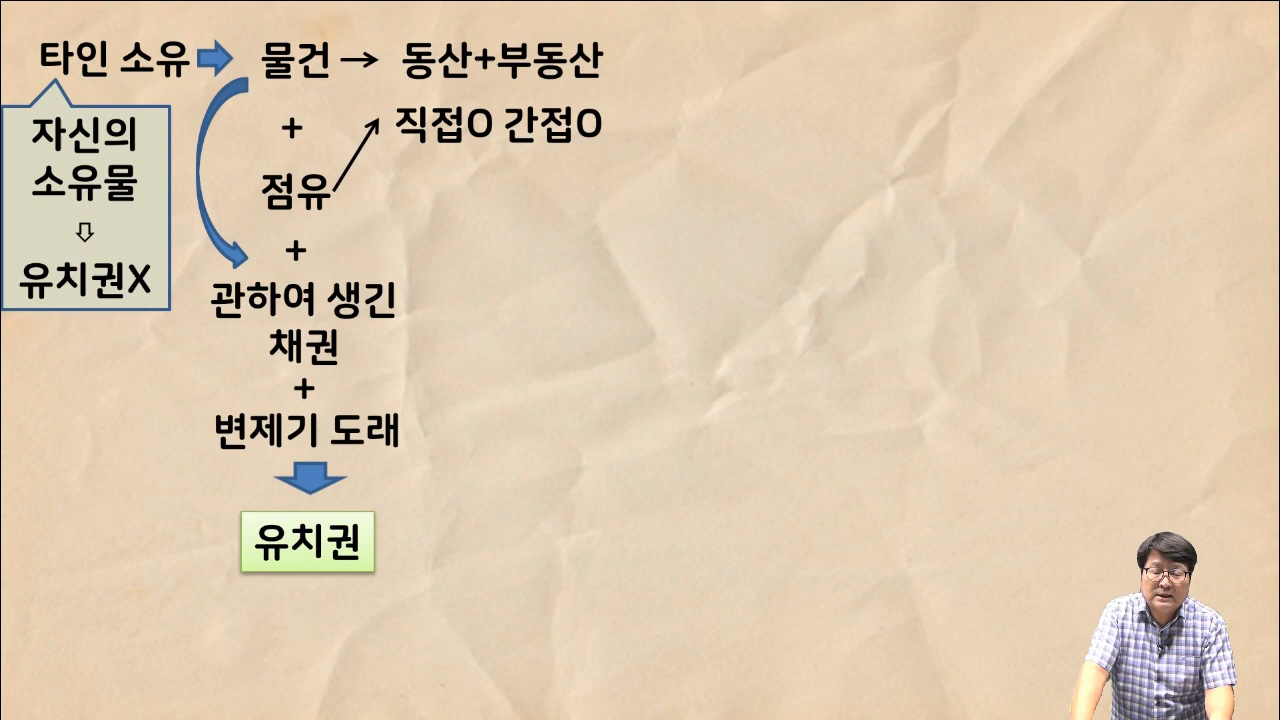 타인 소유 물건 → 동산+부동산
자신의
소유물
⇩
유치권X
+
직접O 간접O
점유
+
관하여 생긴
채권
+
변제기 도래
유치권